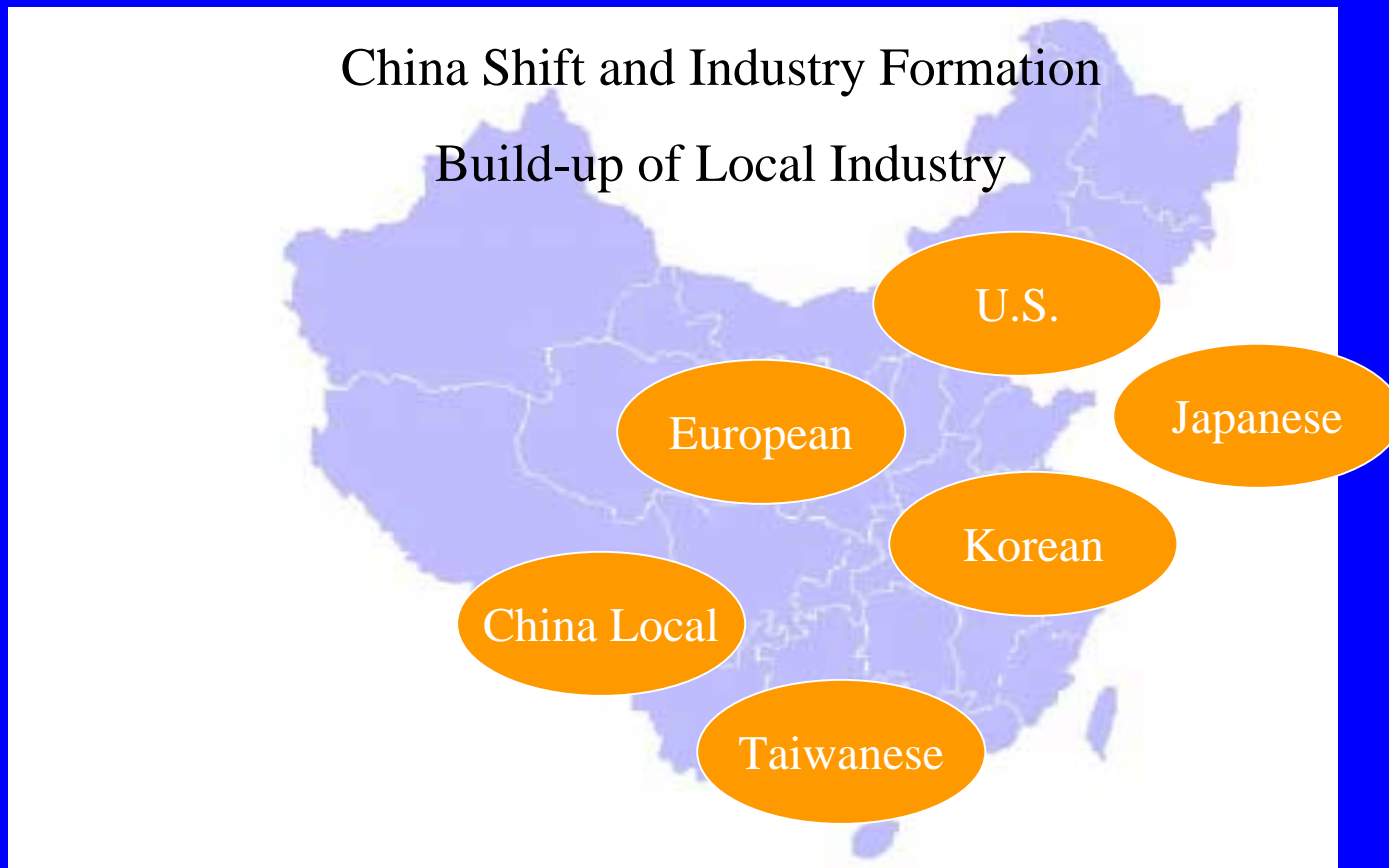 China Shift and Industry Formation
Build-up of Local Industry
U.S.
Japanese
European
Korean
China Local
Taiwanese